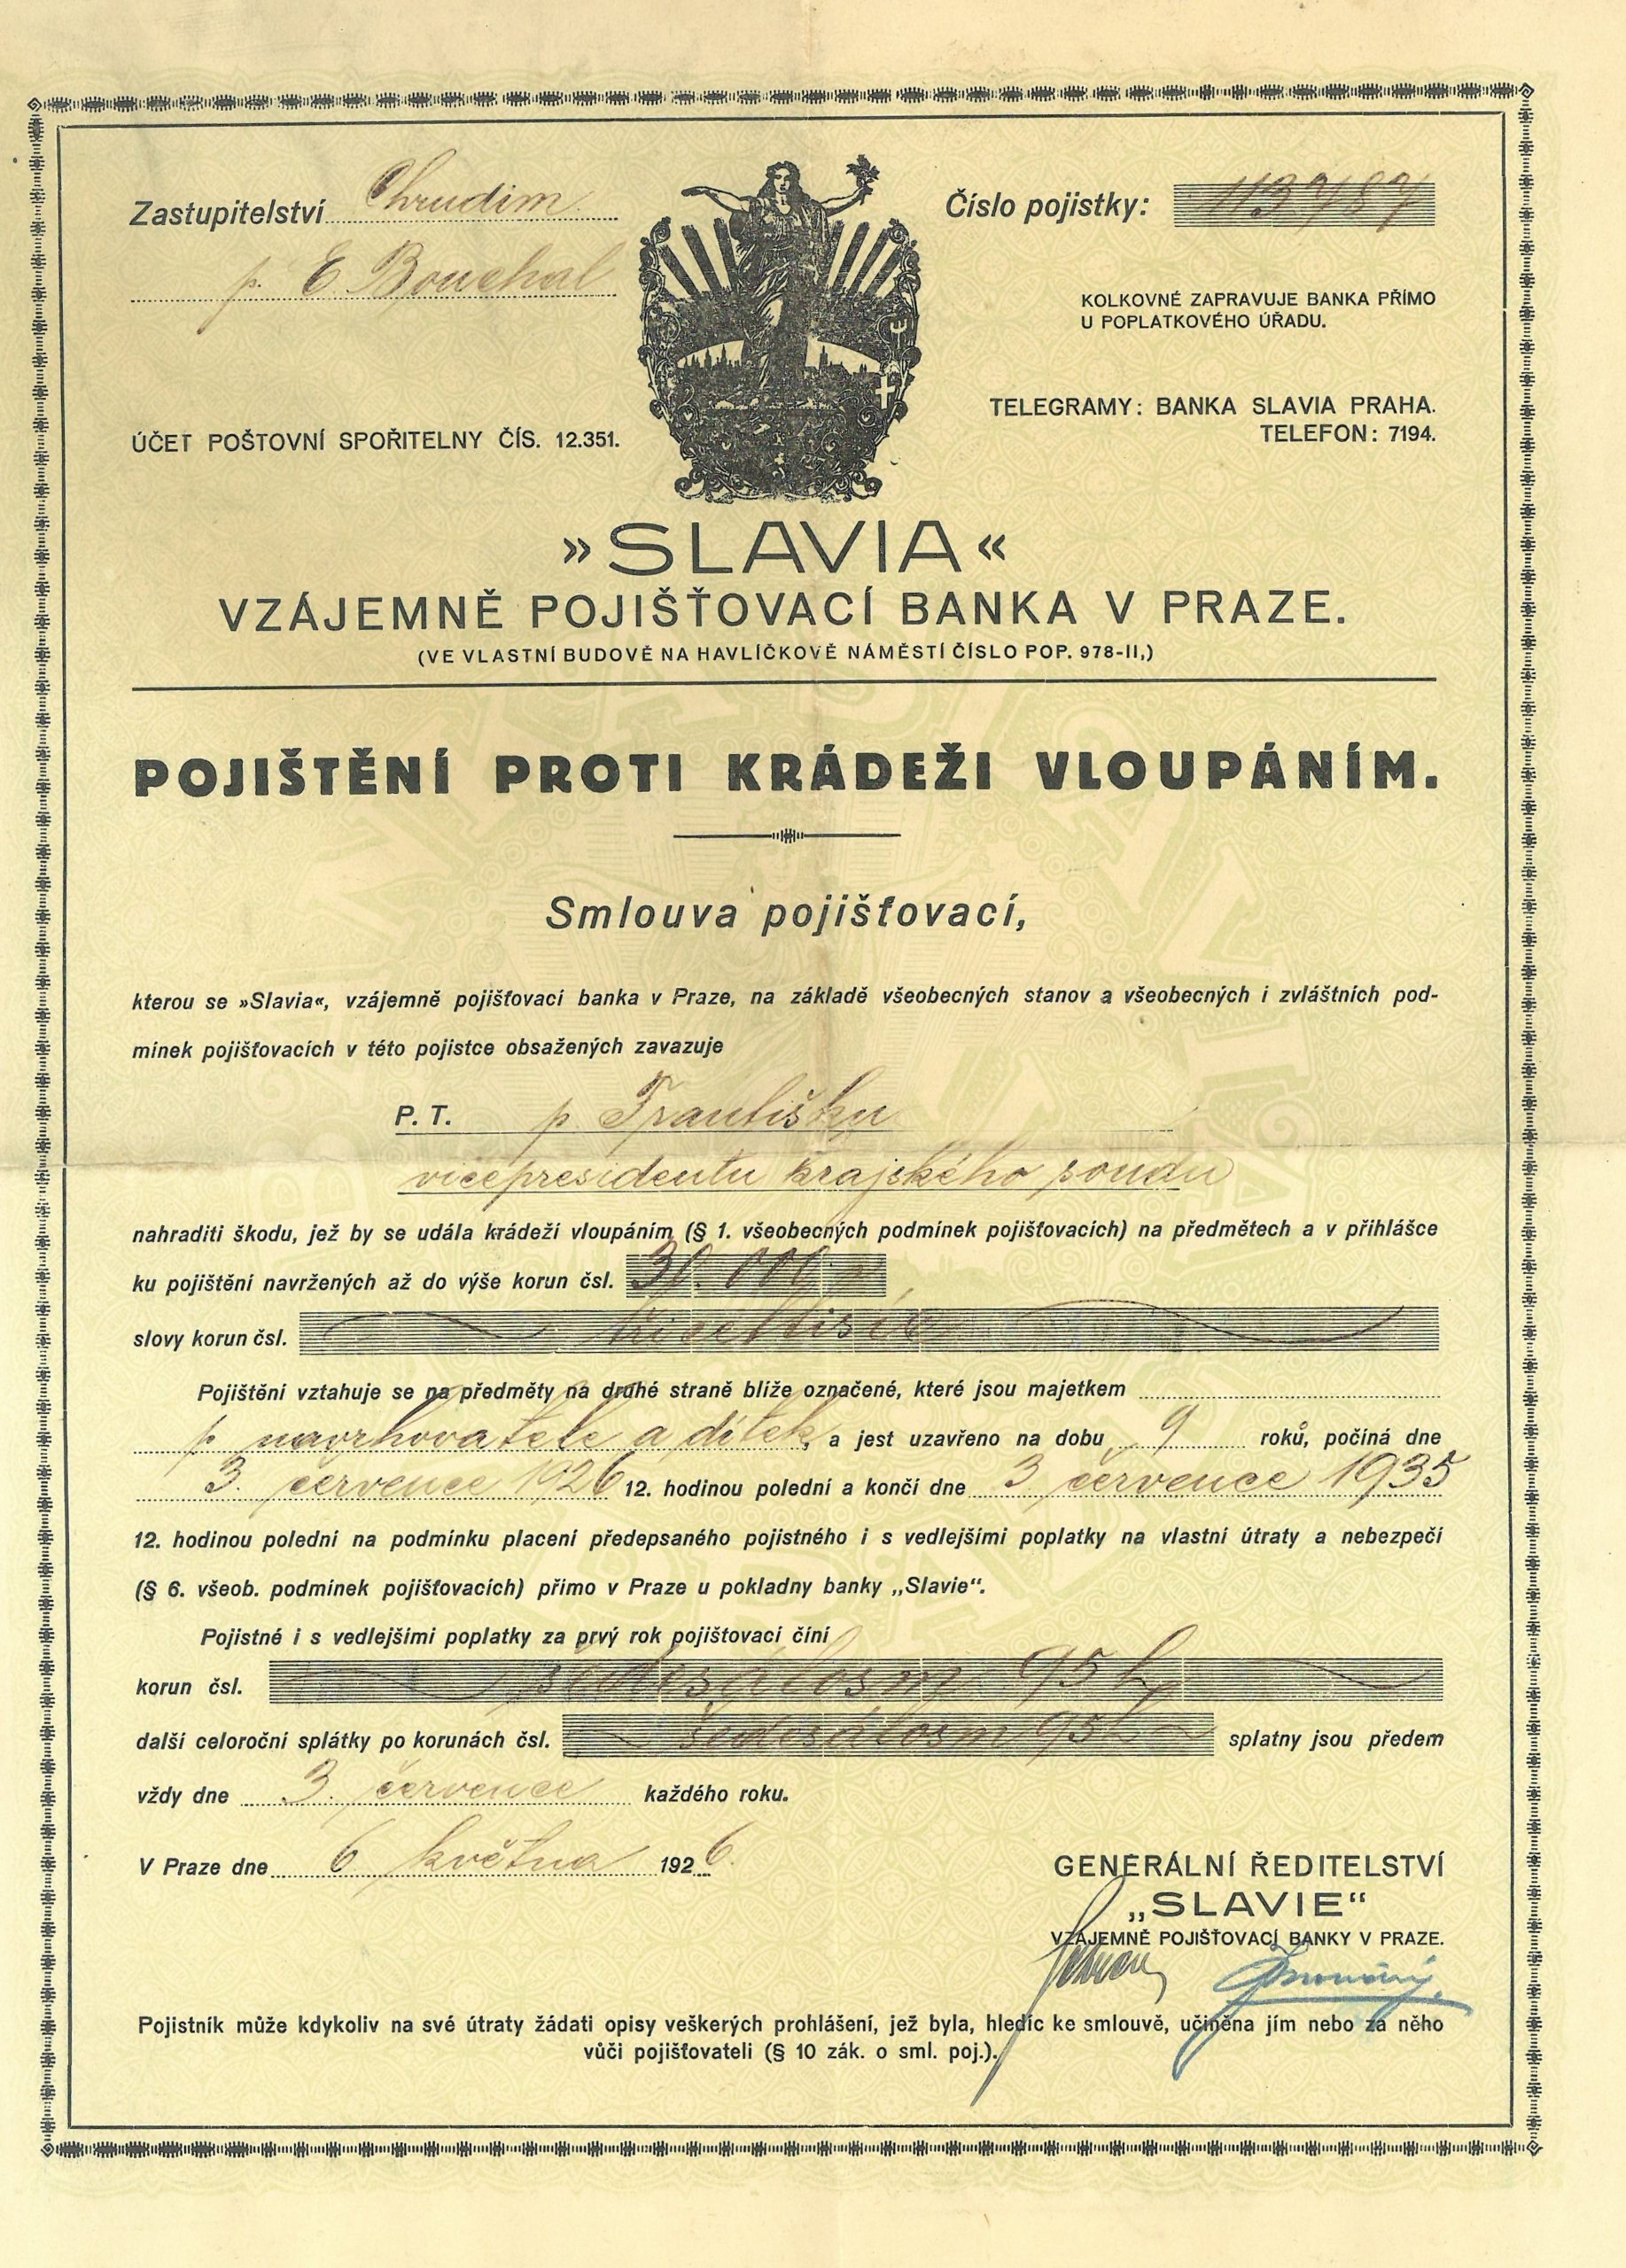 Zastupitelství Chrudim
p. E. Bouchal
Číslo pojistky: 113787
KOLKOVNÉ ZAPRAVUJE BANKA PŘÍMO
U POPLATKOVÉHO ÚŘADU.
ÚČET POŠTOVNÍ SPOŘITELNY ČÍS. 12.351.
TELEGRAMY: BANKA SLAVIA PRAHA.
TELEFON: 7194.
»SLAVIA«
VZÁJEMNĚ POJIŠŤOVACÍ BANKA V PRAZE.
(VE VLASTNÍ BUDOVĚ NA HAVLÍČKOVĚ NÁMĚSTÍ ČÍSLO POP. 978-II,)
POJIŠTĚNÍ PROTI KRÁDEŽI VLOUPÁNÍM.
Smlouva pojišťovací,
kterou se »Slavia«, vzájemně pojišťovací banka v Praze, na základě všeobecných stanov a všeobecných i zvláštních pod-
mínek pojišťovacích v této pojistce obsažených zavazuje
P. T. p. Františku
vicepresidentu krajského soudu
nahraditi škodu, jež by se udála krádeží vloupáním (§ 1. všeobecných podmínek pojišťovacích) na předmětech a v přihlášce
ku pojištění navržených až do výše korun čsl. 30.000
slovy korun čsl. třicettisíc
Pojištění vztahuje se na předměty na druhé straně blíže označené, které jsou majetkem
p. navrhovatele a dítek, a jest uzavřeno na dobu 9 roků, počíná dne
3. července 1926 12. hodinou polední a končí dne 3 července 1935
12. hodinou polední na podmínku placení předepsaného pojistného i s vedlejšími poplatky na vlastní útraty a nebezpečí
(§ 6. všeob. podmínek pojišťovacích) přímo v Praze u pokladny banky „Slavie“.
Pojistné i s vedlejšími poplatky za prvý rok pojišťovací činí
korun čsl. šedesátosm 95 h
další celoroční splátky po korunách čsl. šedesátosm 95 h splatny jsou předem
vždy dne 3. července každého roku.
V Praze dne 6 května 1926.
GENERÁLNÍ ŘEDITELSTVÍ
„SLAVIE“
VZÁJEMNĚ POJIŠŤOVACÍ BANKY V PRAZE.
Pojistník může kdykoliv na své útraty žádati opisy veškerých prohlášení, jež byla, hledíc ke smlouvě, učiněna jím nebo za něho
vůči pojišťovateli (§ 10 zák. o sml. poj.).